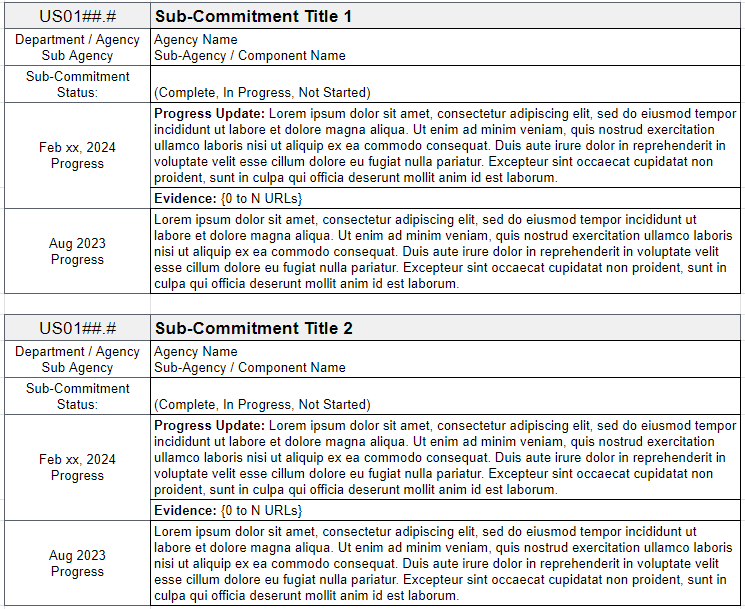 US01##.# Sub-Commitment Title 1
Department / Agency
Sub Agency
Agency Name
Sub-Agency / Component Name
Sub-Commitment
Status:
(Complete, In Progress, Not Started)
Feb xx, 2024
Progress
Progress Update: Lorem ipsum dolor sit amet, consectetur adipiscing elit, sed do eiusmod tempor
incididunt ut labore et dolore magna aliqua. Ut enim ad minim veniam, quis nostrud exercitation
ullamco laboris nisi ut aliquip ex ea commodo consequat. Duis aute irure dolor in reprehenderit in
voluptate velit esse cillum dolore eu fugiat nulla pariatur. Excepteur sint occaecat cupidatat non
proident, sunt in culpa qui officia deserunt mollit anim id est laborum.
Evidence: {0 to N URLs}
Aug 2023
Progress
Lorem ipsum dolor sit amet, consectetur adipiscing elit, sed do eiusmod tempor incididunt ut
labore et dolore magna aliqua. Ut enim ad minim veniam, quis nostrud exercitation ullamco laboris
nisi ut aliquip ex ea commodo consequat. Duis aute irure dolor in reprehenderit in voluptate velit
esse cillum dolore eu fugiat nulla pariatur. Excepteur sint occaecat cupidatat non proident, sunt in
culpa qui officia deserunt mollit anim id est laborum.
US01##.# Sub-Commitment Title 2
Department / Agency
Sub Agency
Agency Name
Sub-Agency / Component Name
Sub-Commitment
Status:
(Complete, In Progress, Not Started)
Feb xx, 2024
Progress
Progress Update: Lorem ipsum dolor sit amet, consectetur adipiscing elit, sed do eiusmod tempor
incididunt ut labore et dolore magna aliqua. Ut enim ad minim veniam, quis nostrud exercitation
ullamco laboris nisi ut aliquip ex ea commodo consequat. Duis aute irure dolor in reprehenderit in
voluptate velit esse cillum dolore eu fugiat nulla pariatur. Excepteur sint occaecat cupidatat non
proident, sunt in culpa qui officia deserunt mollit anim id est laborum.
Evidence: {0 to N URLs}
Aug 2023
Progress
Lorem ipsum dolor sit amet, consectetur adipiscing elit, sed do eiusmod tempor incididunt ut
labore et dolore magna aliqua. Ut enim ad minim veniam, quis nostrud exercitation ullamco laboris
nisi ut aliquip ex ea commodo consequat. Duis aute irure dolor in reprehenderit in voluptate velit
esse cillum dolore eu fugiat nulla pariatur. Excepteur sint occaecat cupidatat non proident, sunt in
culpa qui officia deserunt mollit anim id est laborum.